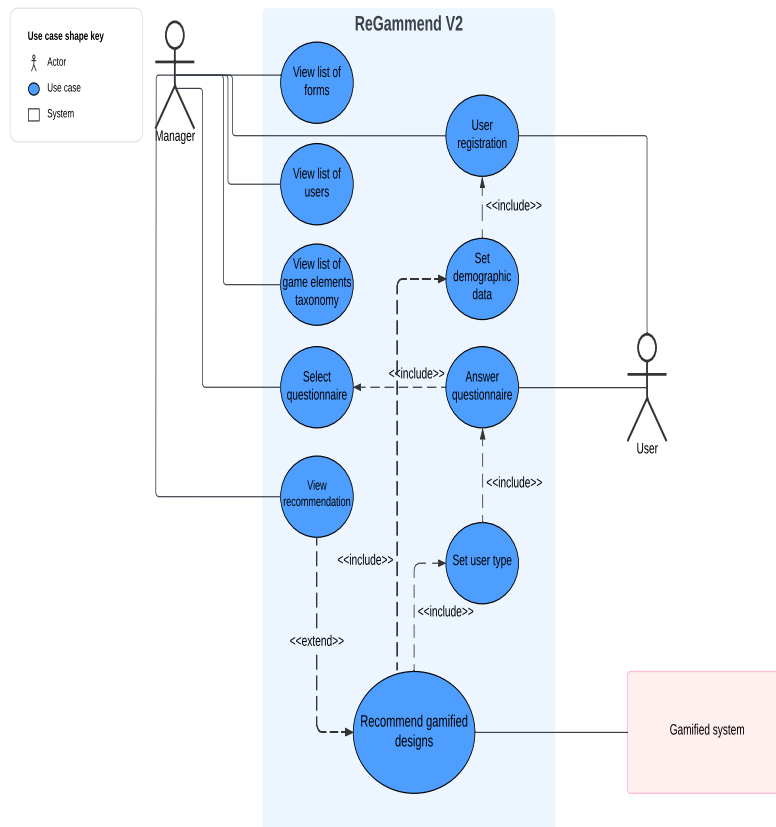 ReGammend V2
Use case shape key
Actor
Use case
System
Manager
View list of
forms
User
registration
View list of
users
<<include>>
View list of
game elements
taxonomy
Set
demographic
data
Select
questionnaire
<<include>>
Answer
questionnaire
User
View
recommendation
<<include>>
<<include>>
Set user type
<<include>>
<<extend>>
Recommend gamified
designs
Gamified system